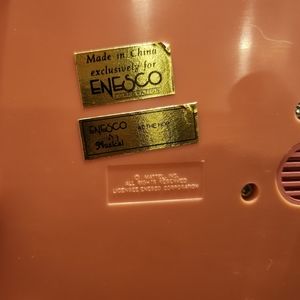 Made in China
exclusively for
ENESCO
ENESCO
Musical
© MATTEL, INC.
ALL RIGHTS RESERVED
LICENSEE ENESCO CORPORATION